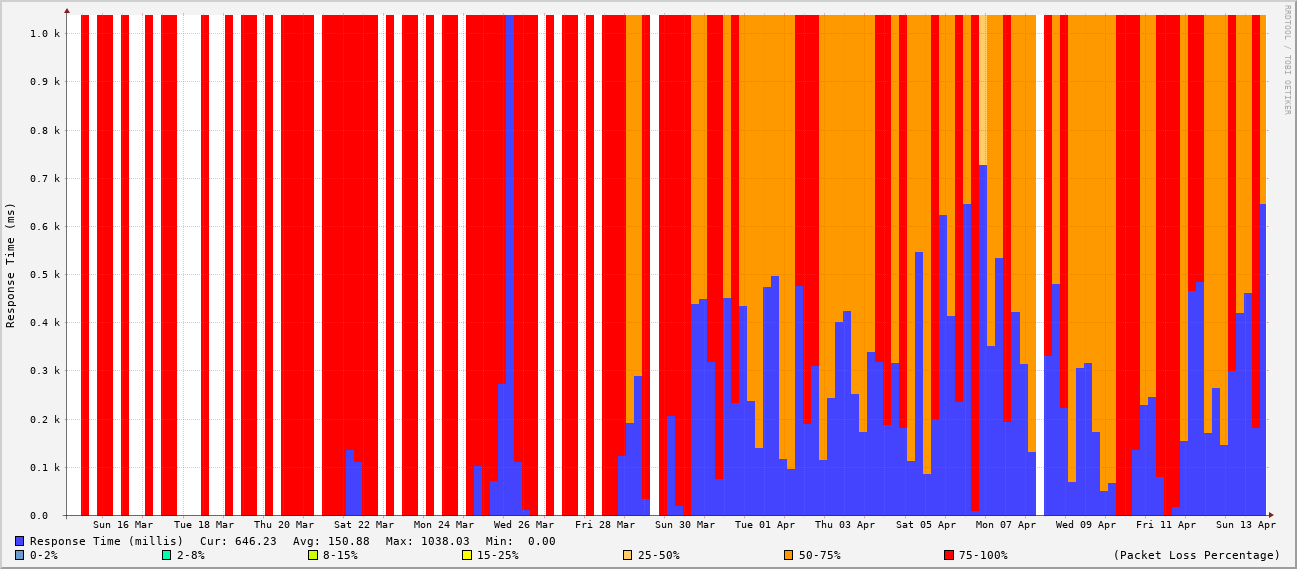 RRDTOOL / TOBI OETIKER
Response Time (ms)
1.0 k
0.9 k
0.8 k
0.7 k
0.6 k
0.5 k
0.4 k
0.3 k
0.2 k
0.1 k
0.0
Sun 16 Mar Tue 18 Mar Thu 20 Mar Sat 22 Mar Mon 24 Mar Wed 26 Mar Fri 28 Mar Sun 30 Mar Tue 01 Apr Thu 03 Apr Sat 05 Apr Mon 07 Apr Wed 09 Apr Fri 11 Apr Sun 13 Apr
Response Time (millis) Cur: 646.23 Avg: 150.88 Max: 1038.03 Min: 0.00
0-2% 2-8% 8-15% 15-25% 25-50% 50-75% 75-100% (Packet Loss Percentage)